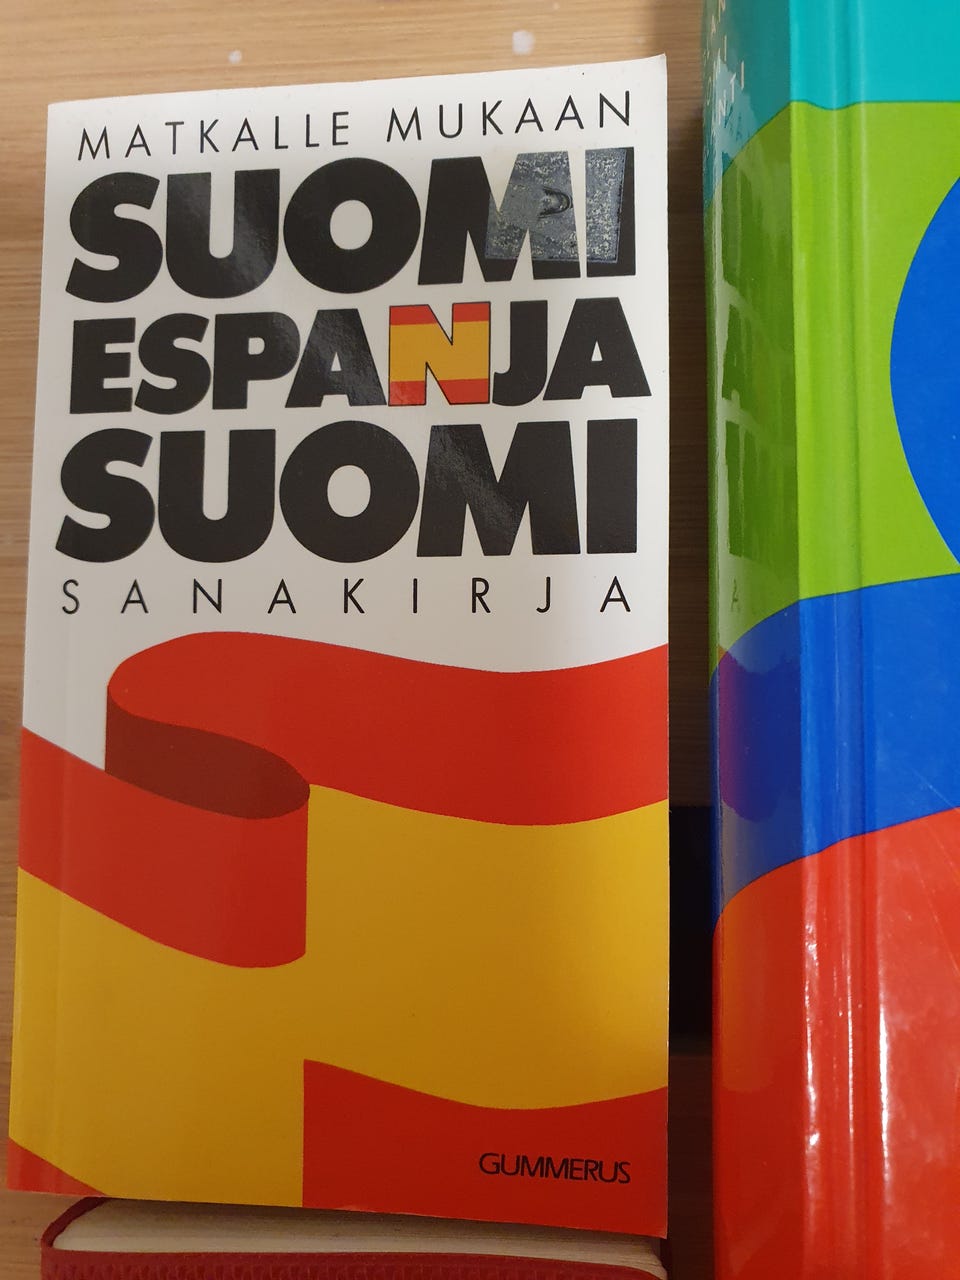 MATKALLE MUKAAN
SUOMI
ESPANJA
SUOMI
SANAKIRJA
GUMMERUS